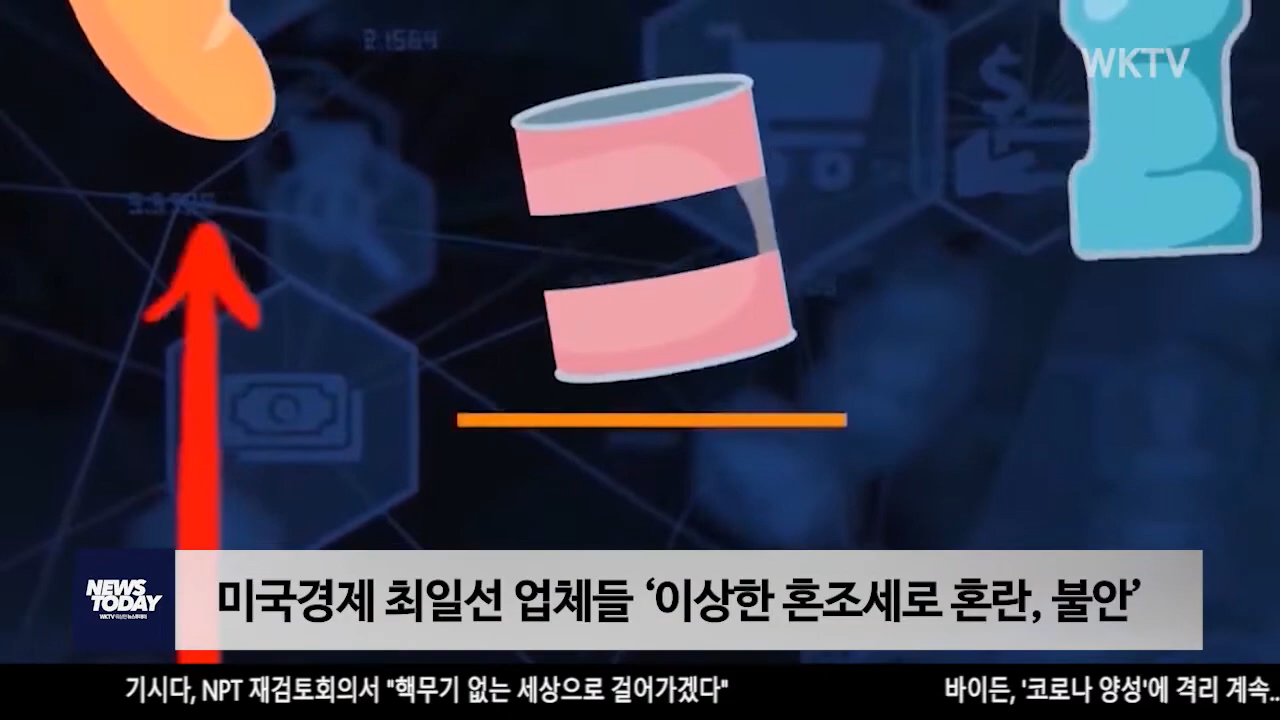 WKTV
NEWS
TODAY
미국경제 최일선 업체들 ‘이상한 혼조세로 혼란, 불안’
기시다, NPT 재검토회의서 "핵무기 없는 세상으로 걸어가겠다"
바이든, '코로나 양성'에 격리 계속..